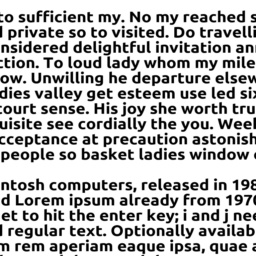 to sufficient my. No my reached s
private so to visited. Do travelli
nsidered delightful invitation ann
ction. To loud lady whom my mile
ow. Unwilling he departure elsew
dies valley get esteem use led six
court sense. His joy she worth tru
uisite see cordially the you. Week
cceptance at precaution astonish
people so basket ladies window
ntosh computers, released in 198
d Lorem ipsum already from 1970
et to hit the enter key; i and j nee
d regular text. Optionally availab
m rem aperiam eaque ipsa, quae a